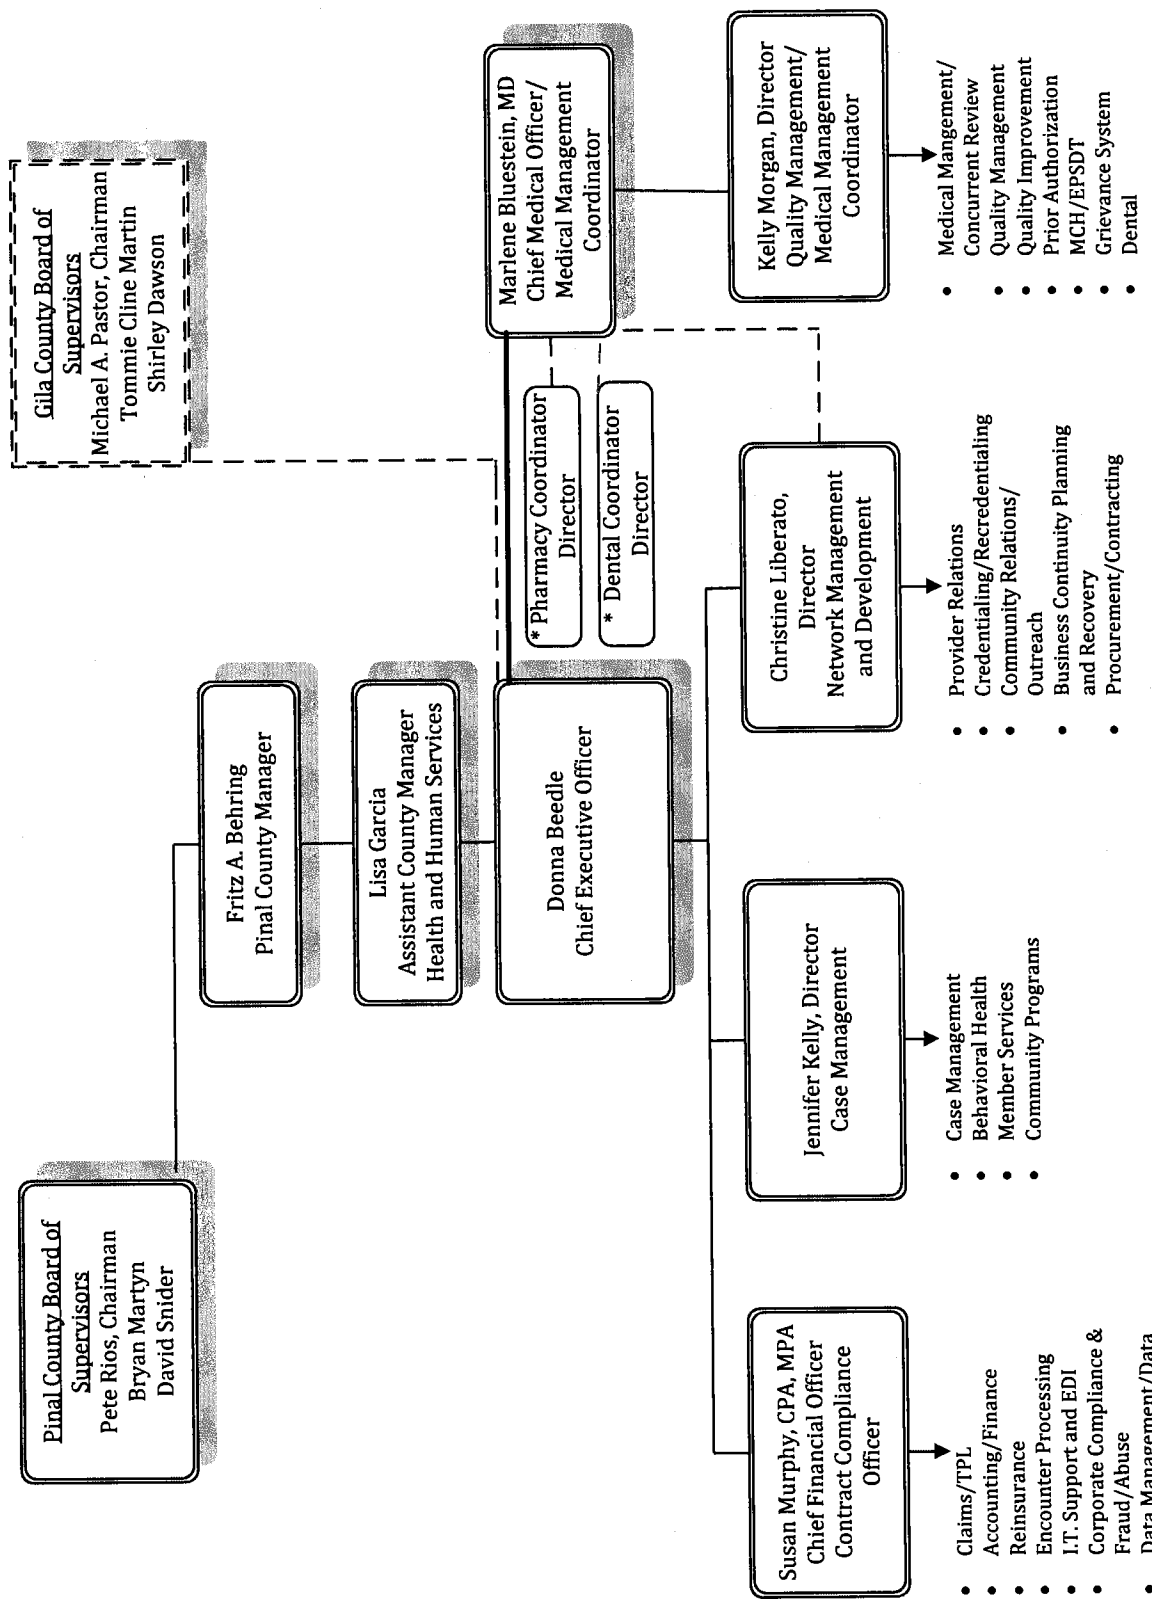 Pinal County Board of
Supervisors
Pete Rios, Chairman
Bryan Martyn
David Snider
Gila County Board of
Supervisors
Michael A. Pastor, Chairman
Tommie Cline Martin
Shirley Dawson
Fritz A. Behring
Pinal County Manager
Lisa Garcia
Assistant County Manager
Health and Human Services
Donna Beedle
Chief Executive Officer
Marlene Bluestein, MD
Chief Medical Officer/
Medical Management
Coordinator
* Pharmacy Coordinator
Director
* Dental Coordinator
Director
Susan Murphy, CPA, MPA
Chief Financial Officer
Contract Compliance
Officer
Jennifer Kelly, Director
Case Management
Christine Liberato,
Director
Network Management
and Development
Kelly Morgan, Director
Quality Management/
Medical Management
Coordinator
• Claims/TPL
• Accounting/Finance
• Reinsurance
• Encounter Processing
• I.T. Support and EDI
• Corporate Compliance &
Fraud/Abuse
• Data Management/Data
• Case Management
• Behavioral Health
• Member Services
• Community Programs
• Provider Relations
• Credentialing/Recredentialing
• Community Relations/
Outreach
• Business Continuity Planning
and Recovery
• Procurement/Contracting
• Medical Mangement/
Concurrent Review
• Quality Management
• Quality Improvement
• Prior Authorization
• MCH/EPSDT
• Grievance System
• Dental